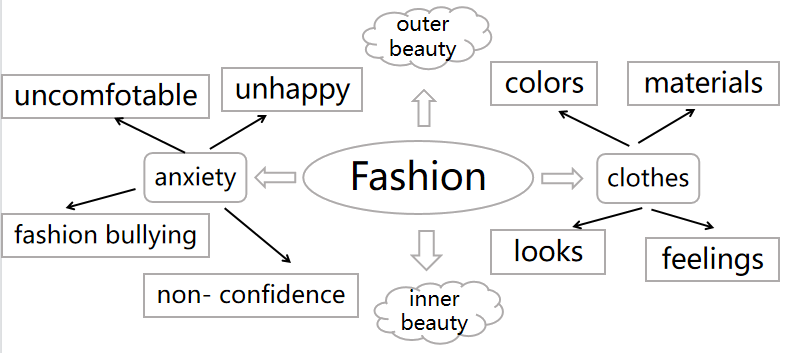 outer
beauty
colors
materials
uncomfotable
unhappy
anxiety
Fashion
clothes
fashion bullying
looks
feelings
non- confidence
inner
beauty